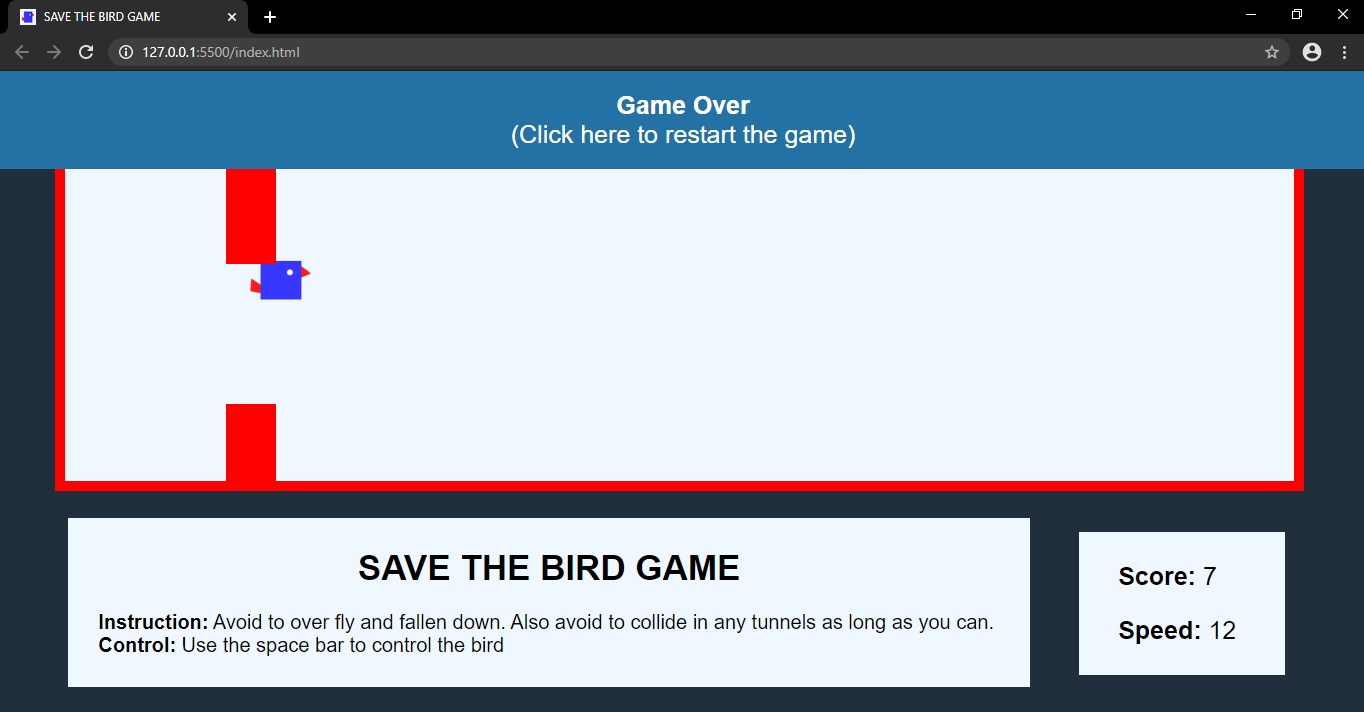 SAVE THE BIRD GAME
127.0.0.1:5500/index.html
Game Over
(Click here to restart the game)
SAVE THE BIRD GAME
Instruction: Avoid to over fly and fallen down. Also avoid to collide in any tunnels as long as you can.
Control: Use the space bar to control the bird
Score: 7
Speed: 12